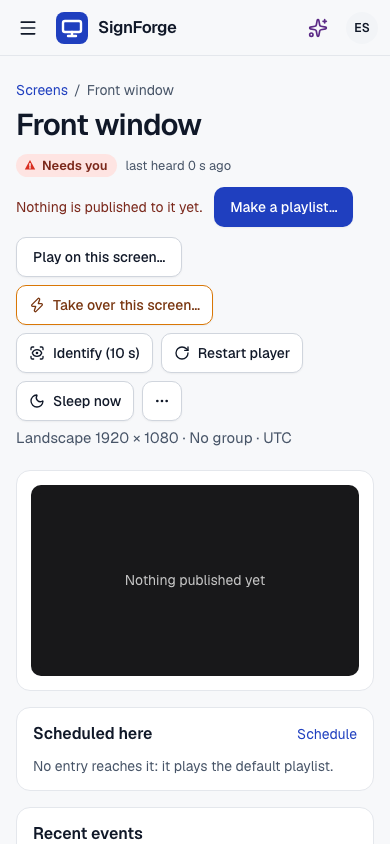 SignForge
ES
Screens / Front window
Front window
Needs you last heard 0 s ago
Nothing is published to it yet. Make a playlist…
Play on this screen…
Take over this screen…
Identify (10 s) Restart player
Sleep now …
Landscape 1920 × 1080 · No group · UTC
Nothing published yet
Scheduled here Schedule
No entry reaches it: it plays the default playlist.
Recent events